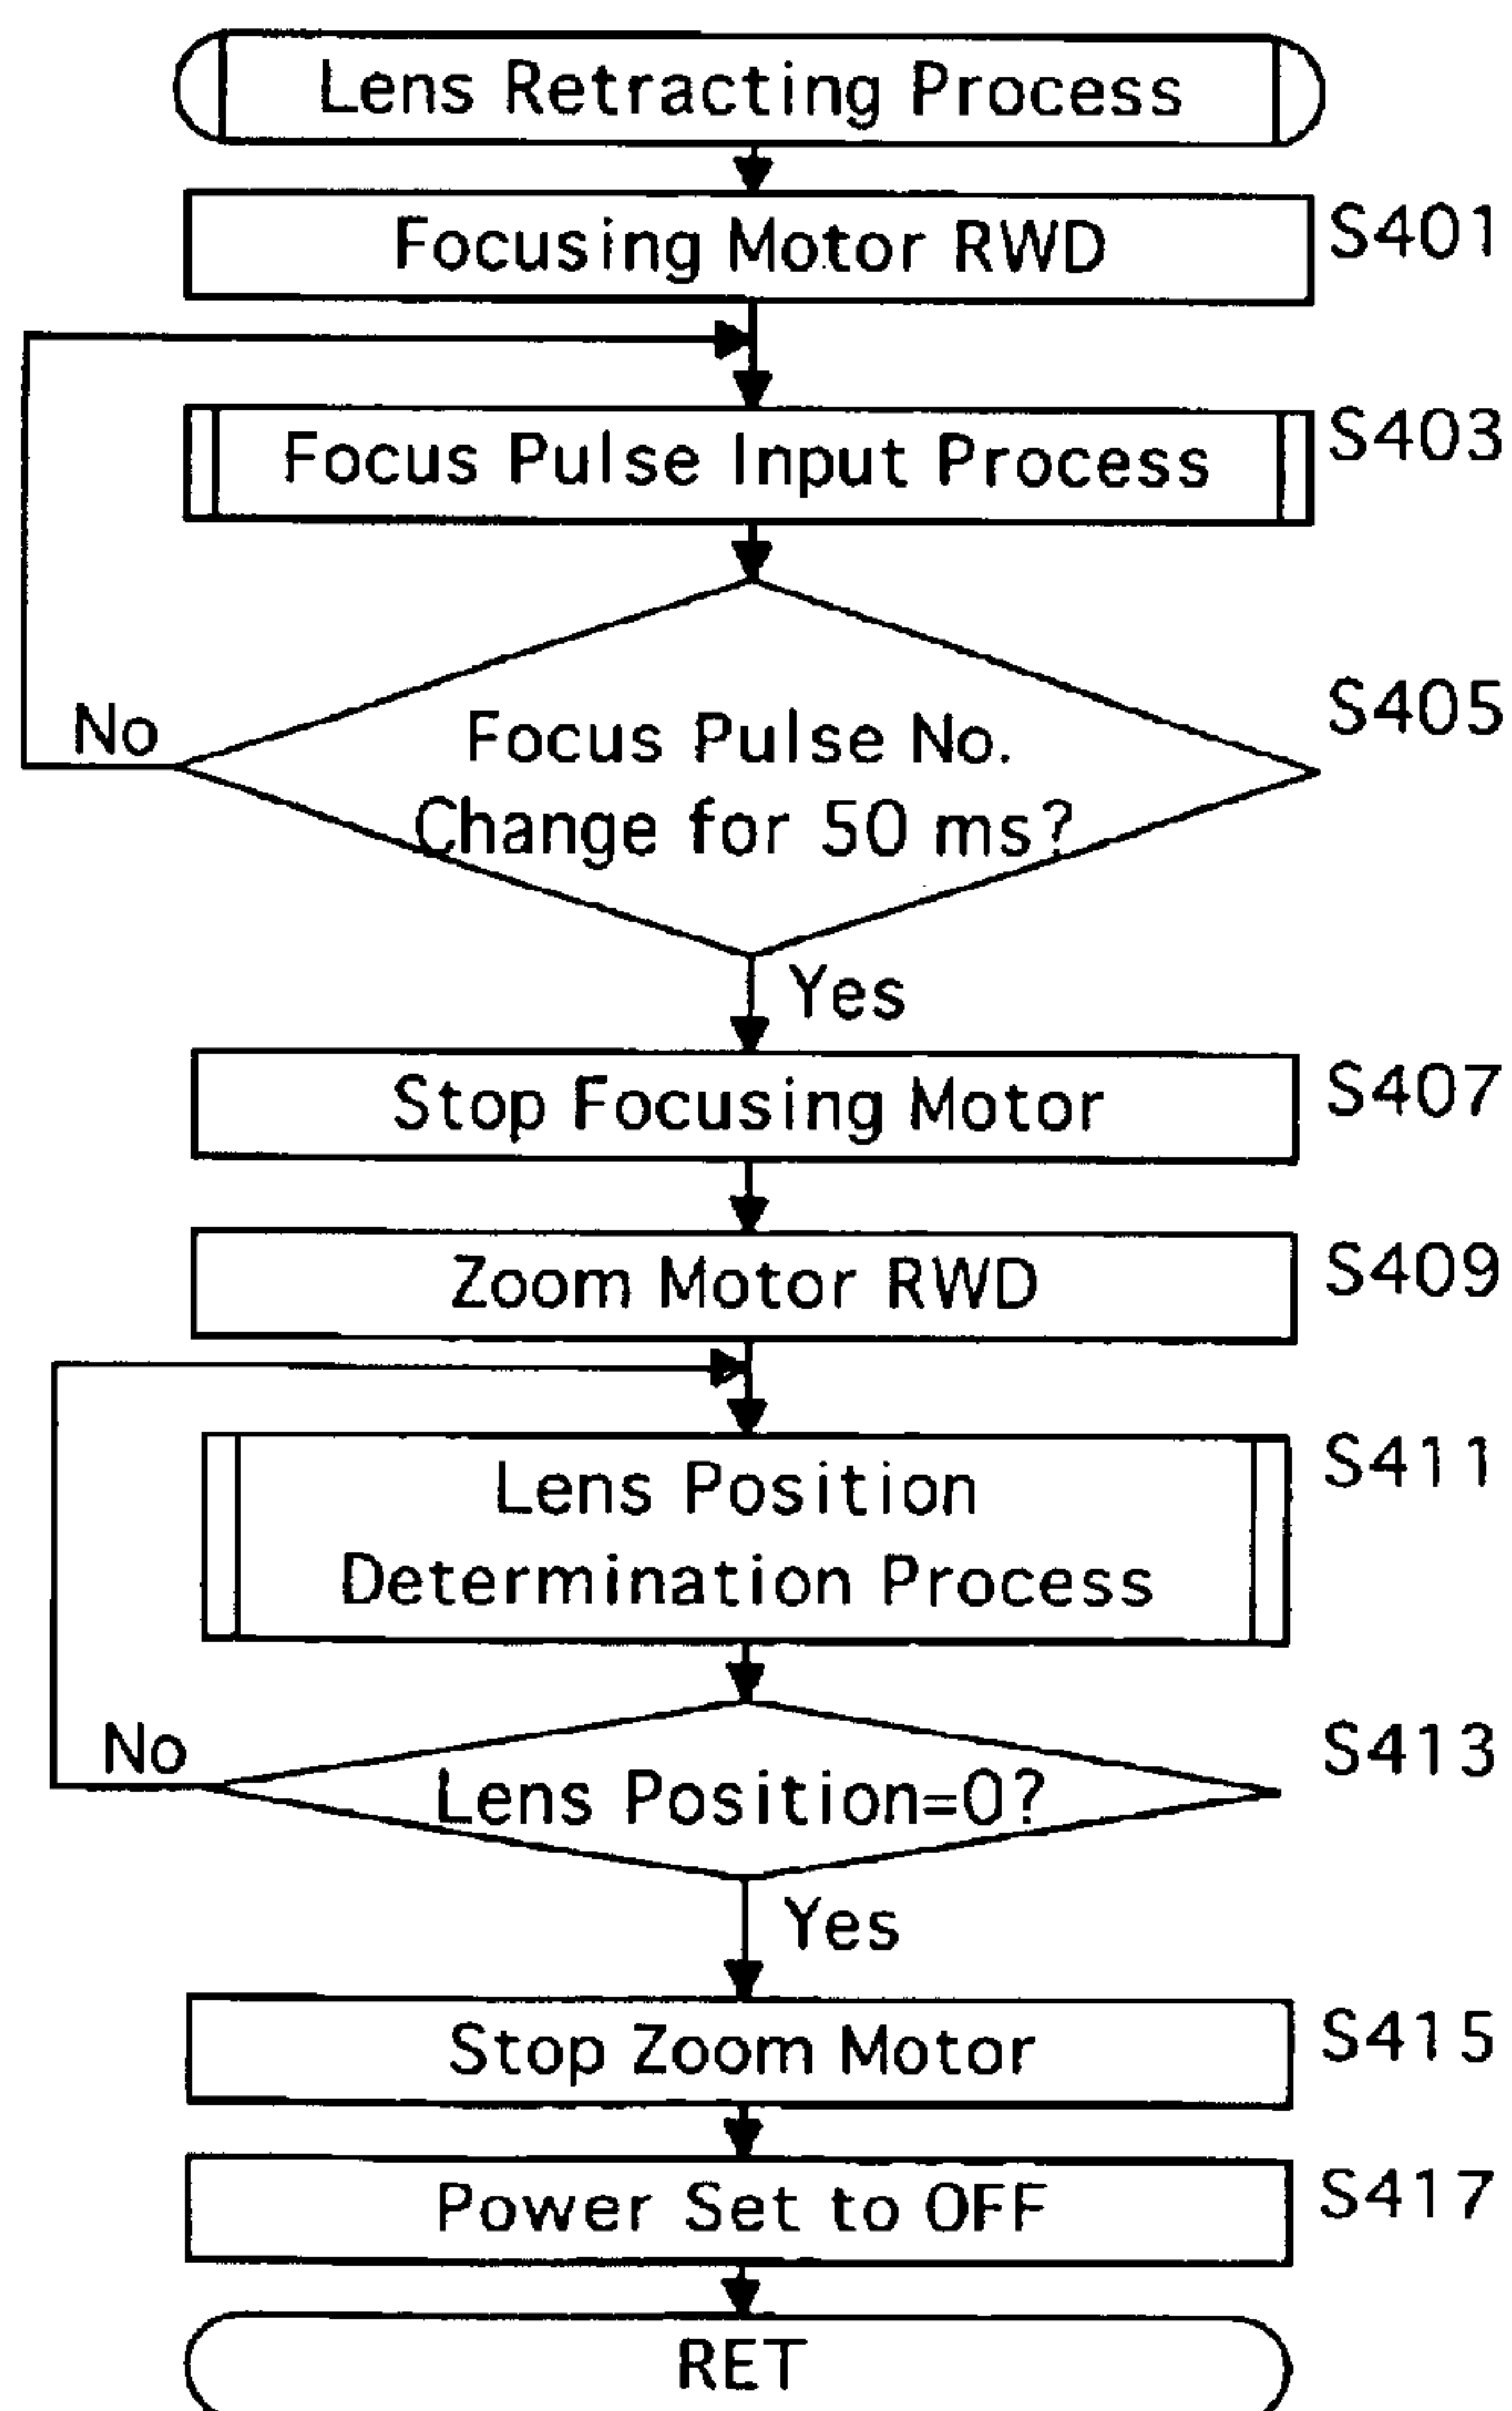 Lens Retracting Process
Focusing Motor RWD
S401
Focus Pulse Input Process
S403
Focus Pulse No.
Change for 50 ms?
S405
No
Yes
Stop Focusing Motor
S407
Zoom Motor RWD
S409
Lens Position
Determination Process
S411
Lens Position=0?
S413
No
Yes
Stop Zoom Motor
S415
Power Set to OFF
S417
RET